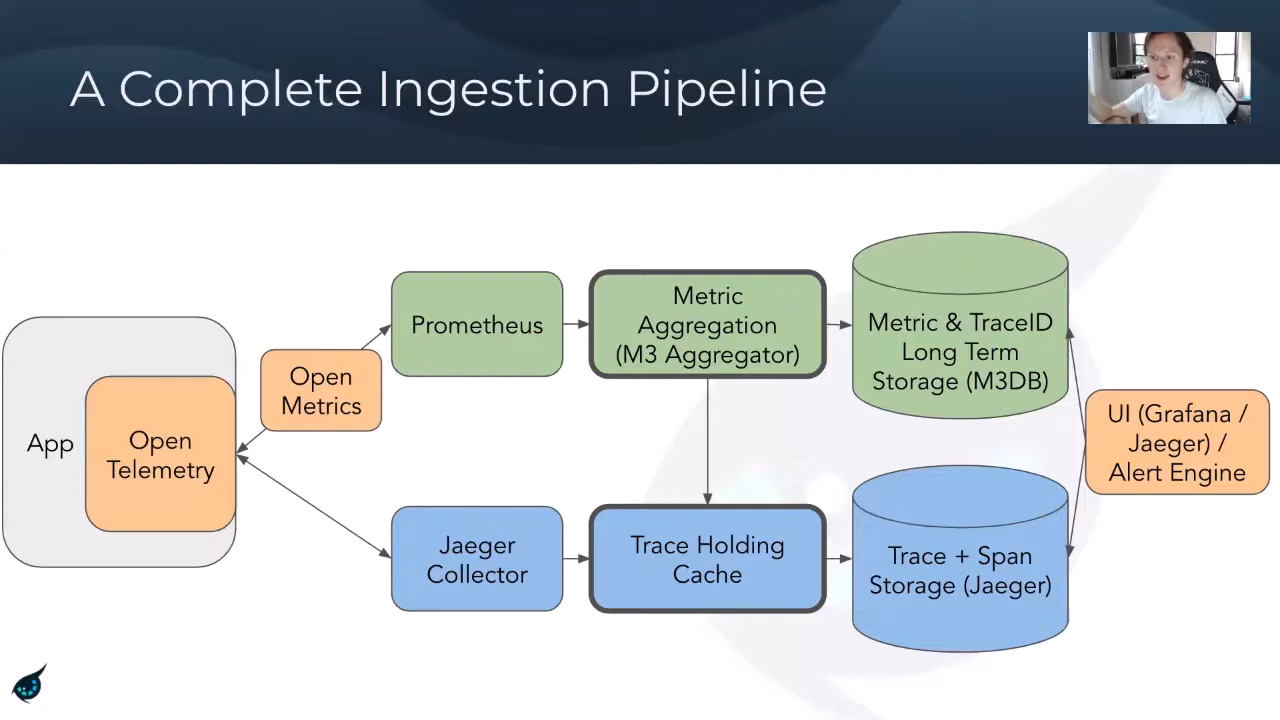 A Complete Ingestion Pipeline
App
Open
Telemetry
Open
Metrics
Prometheus
Metric
Aggregation
(M3 Aggregator)
Metric & TraceID
Long Term
Storage (M3DB)
UI (Grafana /
Jaeger) /
Alert Engine
Jaeger
Collector
Trace Holding
Cache
Trace + Span
Storage (Jaeger)